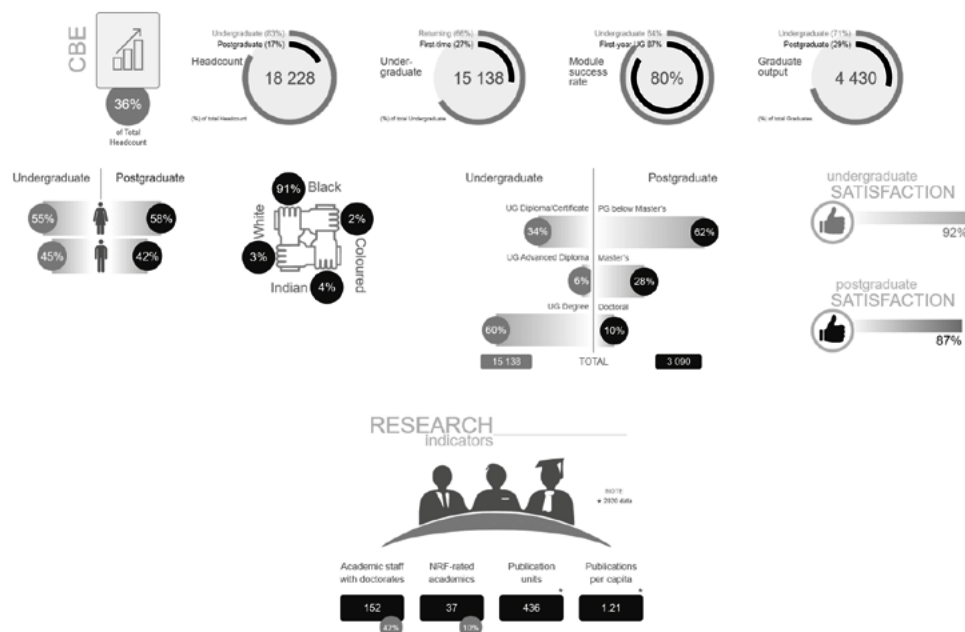 CBE
36%
of Total
Headcount
Undergraduate (83%)
Postgraduate (17%)
Headcount
18 228
(%) of total Headcount
Returning (66%)
First-time (27%)
Under-
graduate
15 138
(%) of total Undergraduate
Undergraduate 84%
First-year UG 87%
Module
success
rate
80%
Undergraduate (71%)
Postgraduate (29%)
Graduate
output
4 430
(%) of total Graduates
Undergraduate
Postgraduate
55%
58%
45%
42%
91%
Black
White
2%
3%
Coloured
Indian
4%
Undergraduate
Postgraduate
UG Diploma/Certificate
PG below Master's
34%
62%
UG Advanced Diploma
Master's
6%
28%
UG Degree
Doctoral
60%
10%
15 138
TOTAL
3 090
undergraduate
SATISFACTION
92%
postgraduate
SATISFACTION
87%
RESEARCH
indicators
NOTE
* 2020 data
Academic staff
with doctorates
152
42%
NRF-rated
academics
37
10%
Publication
units
*
436
Publications
per capita
*
1.21